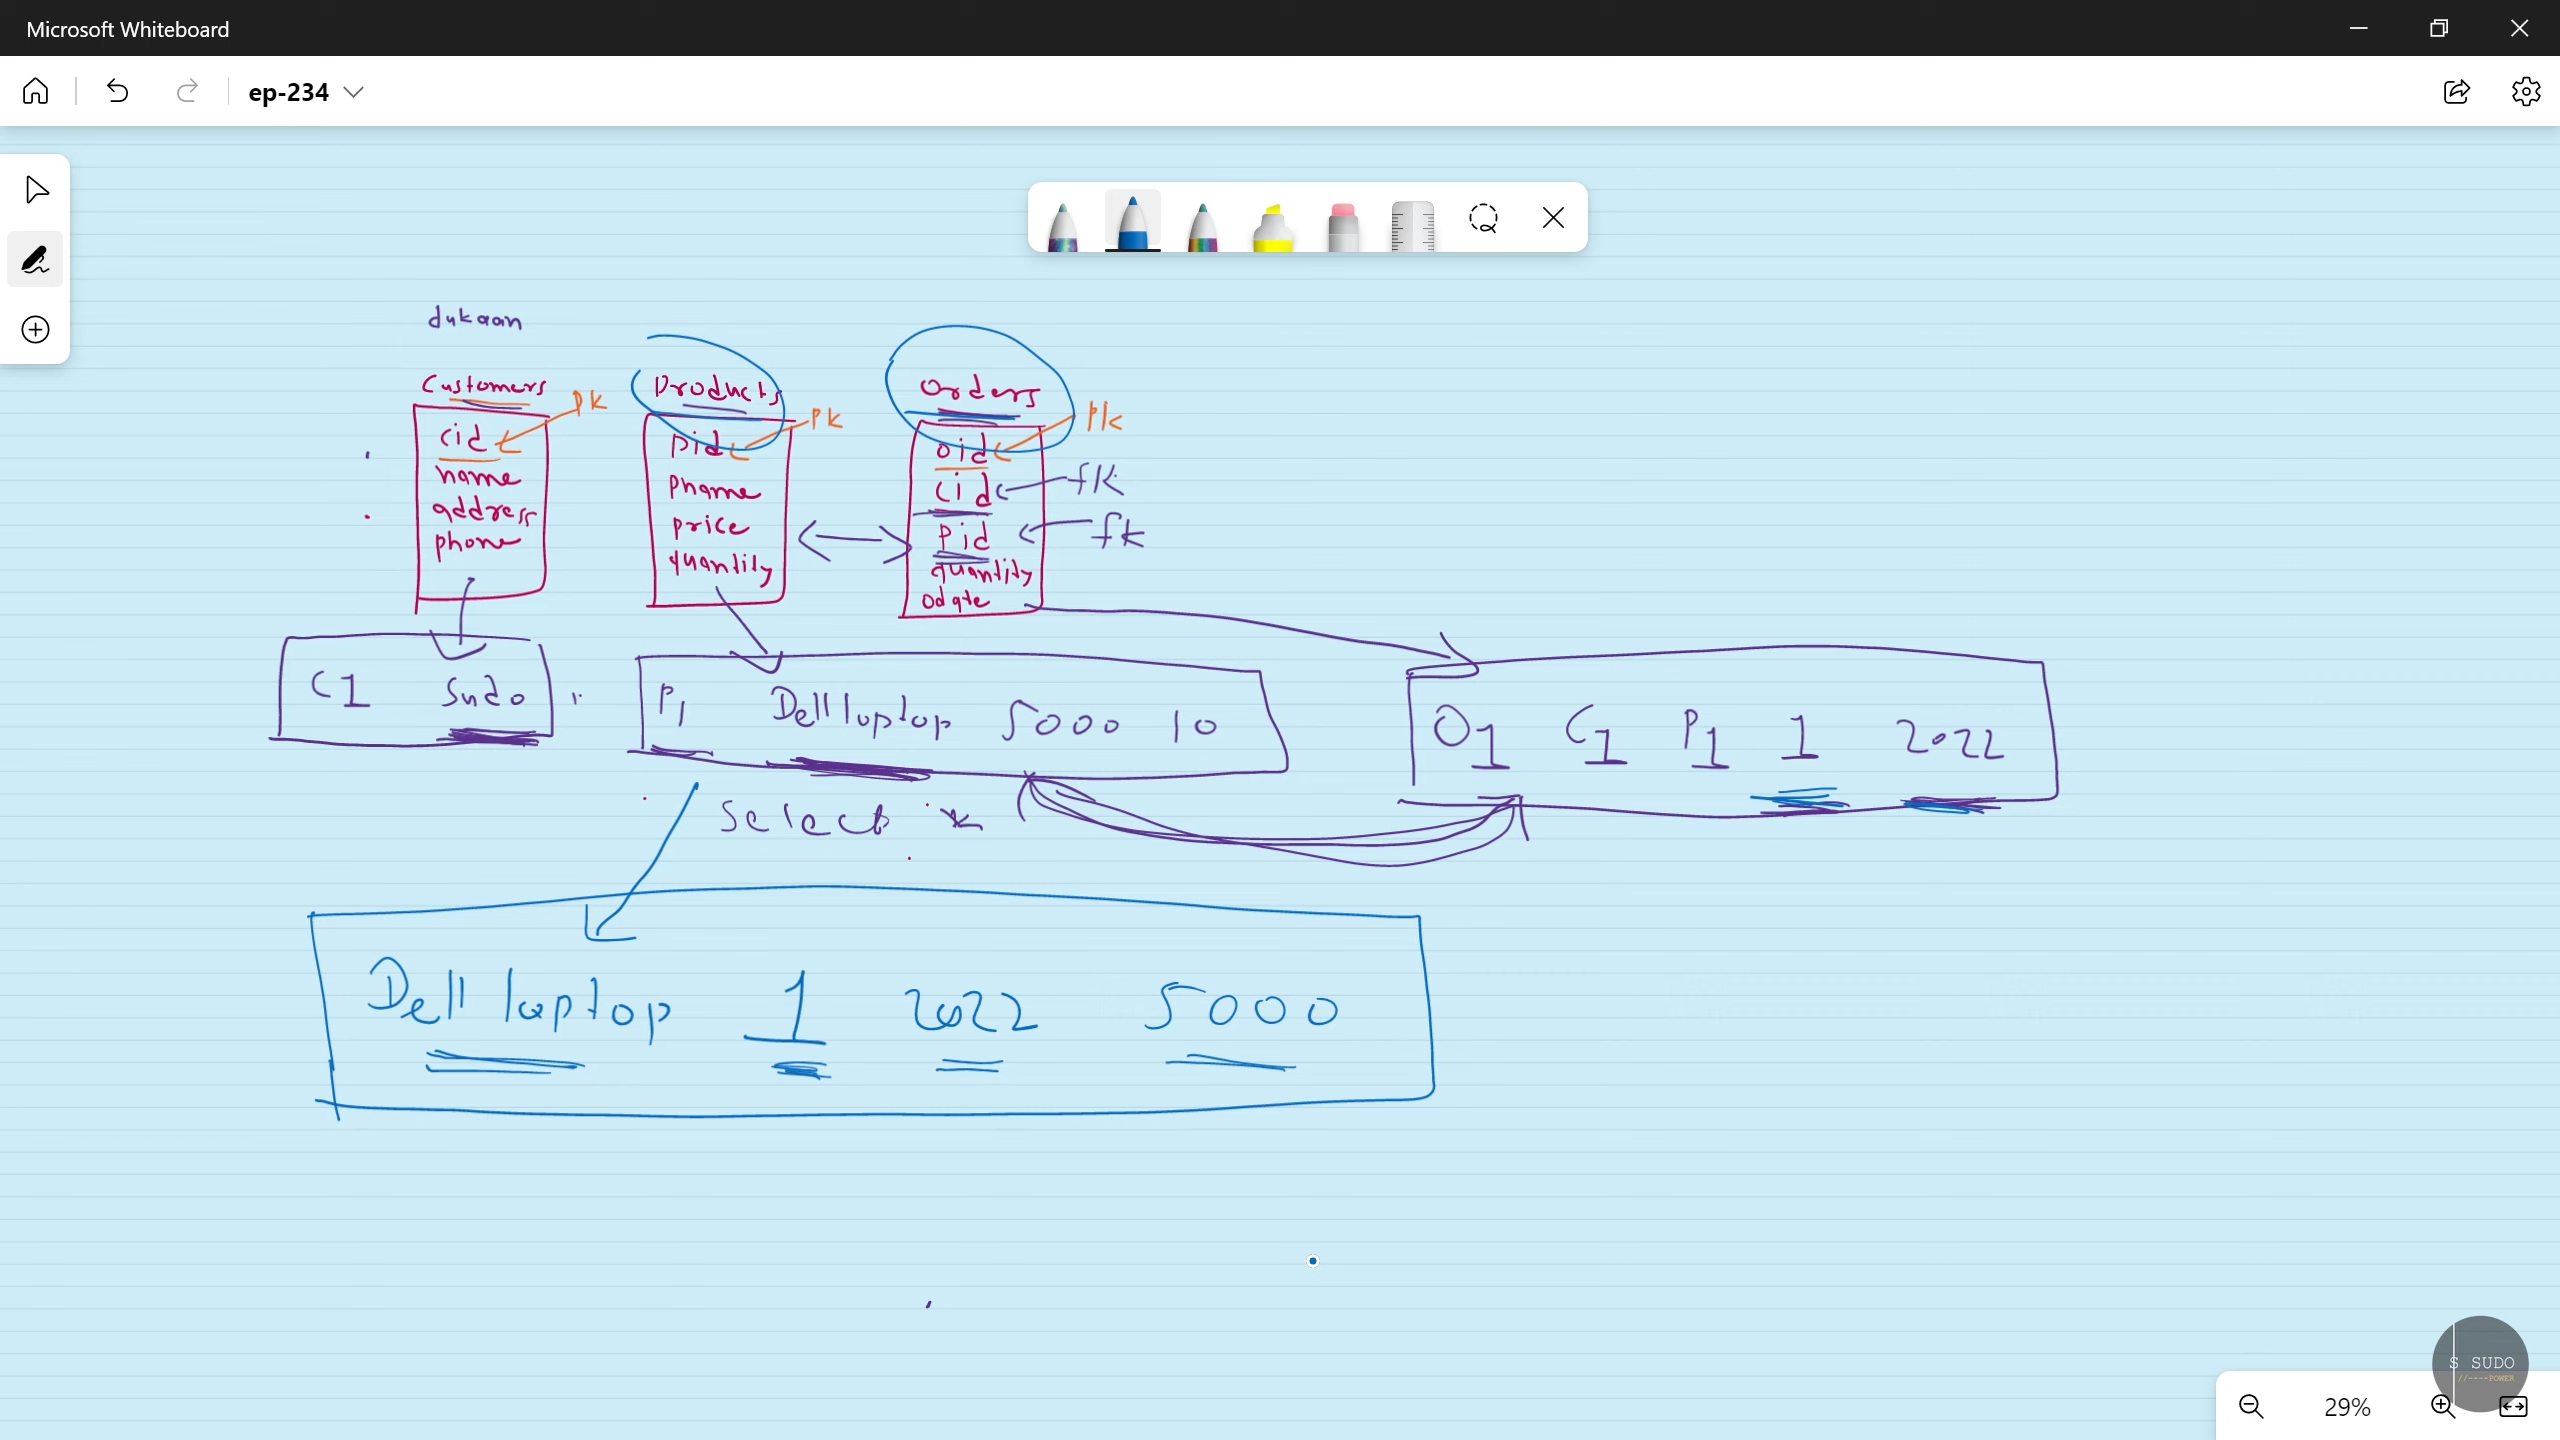 Microsoft Whiteboard
ep-234
dukaan
Customers PK Products PK Orders PK
cid pid oid
name pname cid fk
address price pid fk
phone quantity quantity
odate
C1 Sudo P1 Dell laptop 5000 10 O1 C1 P1 1 2022
Select *
Dell laptop 1 2022 5000
S SUDO
//----POWER
29%